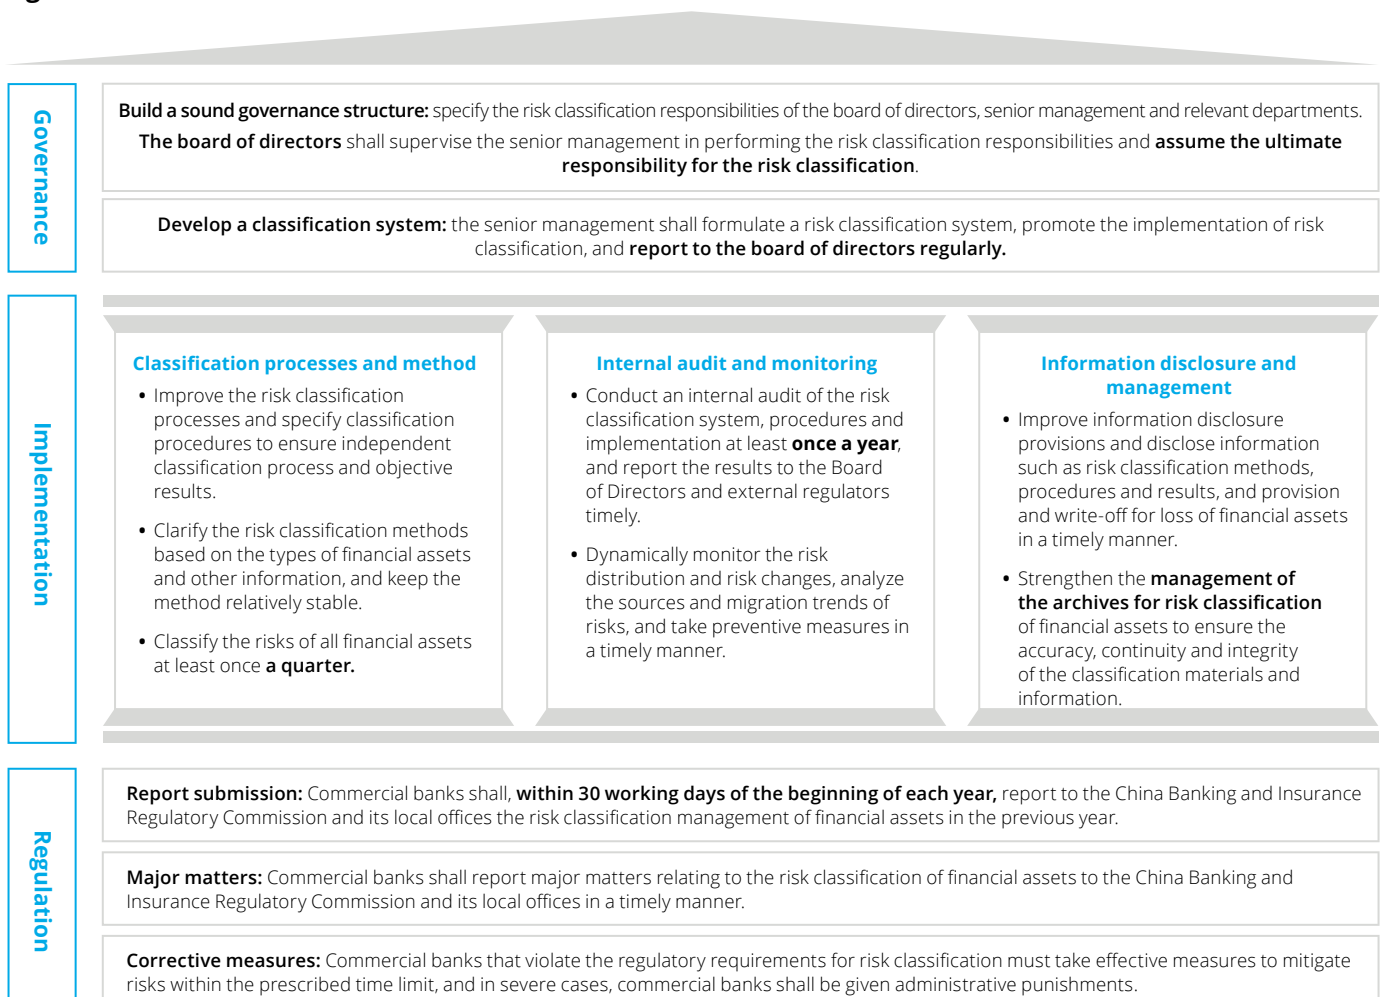 Governance
Build a sound governance structure: specify the risk classification responsibilities of the board of directors, senior management and relevant departments.
The board of directors shall supervise the senior management in performing the risk classification responsibilities and assume the ultimate
responsibility for the risk classification.
Develop a classification system: the senior management shall formulate a risk classification system, promote the implementation of risk
classification, and report to the board of directors regularly.
Implementation
Classification processes and method
• Improve the risk classification
processes and specify classification
procedures to ensure independent
classification process and objective
results.
• Clarify the risk classification methods
based on the types of financial assets
and other information, and keep the
method relatively stable.
• Classify the risks of all financial assets
at least once a quarter.
Internal audit and monitoring
• Conduct an internal audit of the risk
classification system, procedures and
implementation at least once a year,
and report the results to the Board
of Directors and external regulators
timely.
• Dynamically monitor the risk
distribution and risk changes, analyze
the sources and migration trends of
risks, and take preventive measures in
a timely manner.
Information disclosure and
management
• Improve information disclosure
provisions and disclose information
such as risk classification methods,
procedures and results, and provision
and write-off for loss of financial assets
in a timely manner.
• Strengthen the management of
the archives for risk classification
of financial assets to ensure the
accuracy, continuity and integrity
of the classification materials and
information.
Regulation
Report submission: Commercial banks shall, within 30 working days of the beginning of each year, report to the China Banking and Insurance
Regulatory Commission and its local offices the risk classification management of financial assets in the previous year.
Major matters: Commercial banks shall report major matters relating to the risk classification of financial assets to the China Banking and
Insurance Regulatory Commission and its local offices in a timely manner.
Corrective measures: Commercial banks that violate the regulatory requirements for risk classification must take effective measures to mitigate
risks within the prescribed time limit, and in severe cases, commercial banks shall be given administrative punishments.